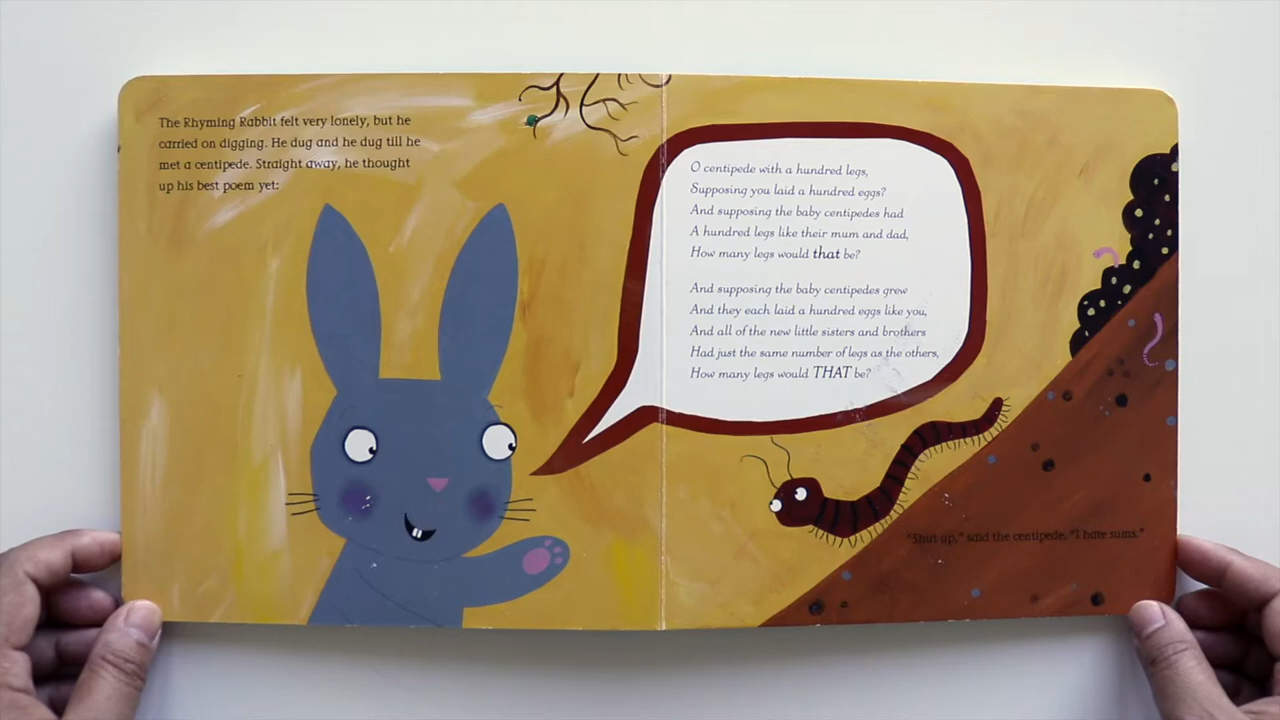 The Rhyming Rabbit felt very lonely, but he
carried on digging. He dug and he dug till he
met a centipede. Straight away, he thought
up his best poem yet:
O centipede with a hundred legs,
Supposing you laid a hundred eggs?
And supposing the baby centipedes had
A hundred legs like their mum and dad,
How many legs would that be?
And supposing the baby centipedes grew
And they each laid a hundred eggs like you,
And all of the new little sisters and brothers
Had just the same number of legs as the others,
How many legs would THAT be?
"Shut up," said the centipede. "I hate sums."